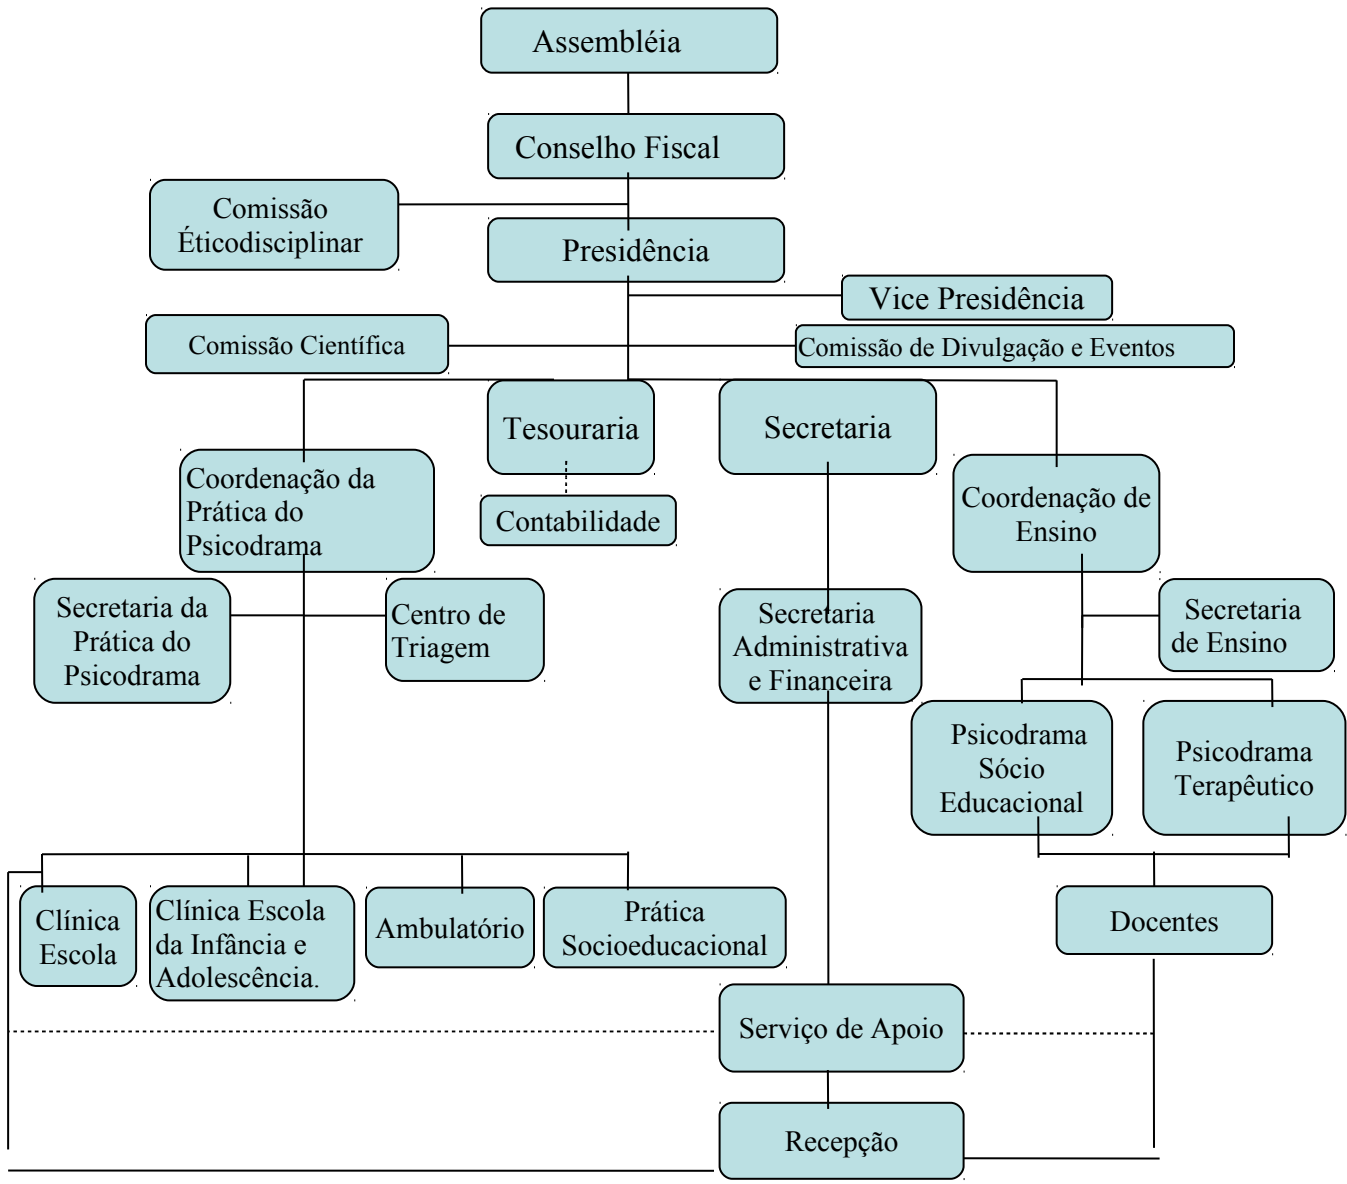 Assembléia
Conselho Fiscal
Comissão
Éticodisciplinar
Presidência
Vice Presidência
Comissão Científica
Comissão de Divulgação e Eventos
Tesouraria
Secretaria
Coordenação da
Prática do
Psicodrama
Contabilidade
Coordenação de
Ensino
Secretaria da
Prática do
Psicodrama
Centro de
Triagem
Secretaria
Administrativa
e Financeira
Secretaria
de Ensino
Psicodrama
Sócio
Educacional
Psicodrama
Terapêutico
Clínica
Escola
Clínica Escola
da Infância e
Adolescência.
Ambulatório
Prática
Socioeducacional
Docentes
Serviço de Apoio
Recepção